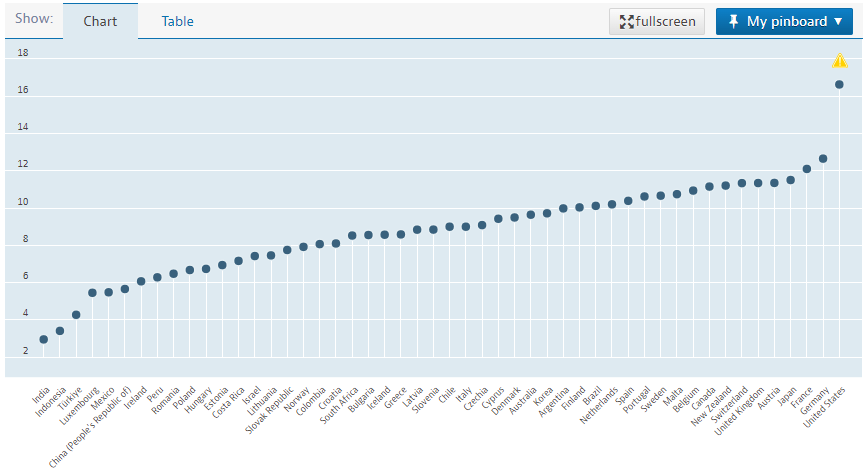 Show:
Chart
Table
fullscreen
My pinboard ▼
18
16
14
12
10
8
6
4
2
India
Indonesia
Türkiye
Luxembourg
Mexico
China (People's Republic of)
Ireland
Peru
Romania
Poland
Hungary
Estonia
Costa Rica
Israel
Lithuania
Slovak Republic
Norway
Colombia
Croatia
South Africa
Bulgaria
Iceland
Greece
Latvia
Slovenia
Chile
Italy
Czechia
Cyprus
Denmark
Australia
Korea
Argentina
Finland
Brazil
Netherlands
Spain
Portugal
Sweden
Malta
Belgium
Canada
New Zealand
Switzerland
United Kingdom
Austria
Japan
France
Germany
United States